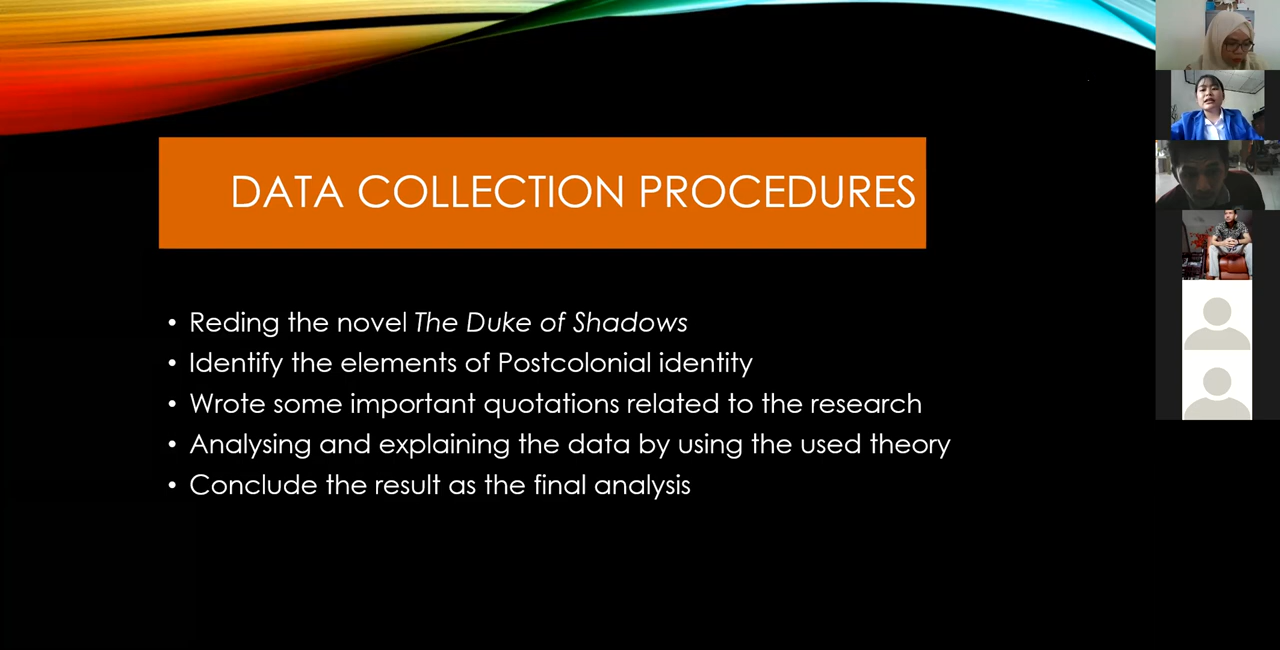 DATA COLLECTION PROCEDURES
• Reding the novel The Duke of Shadows
• Identify the elements of Postcolonial identity
• Wrote some important quotations related to the research
• Analysing and explaining the data by using the used theory
• Conclude the result as the final analysis